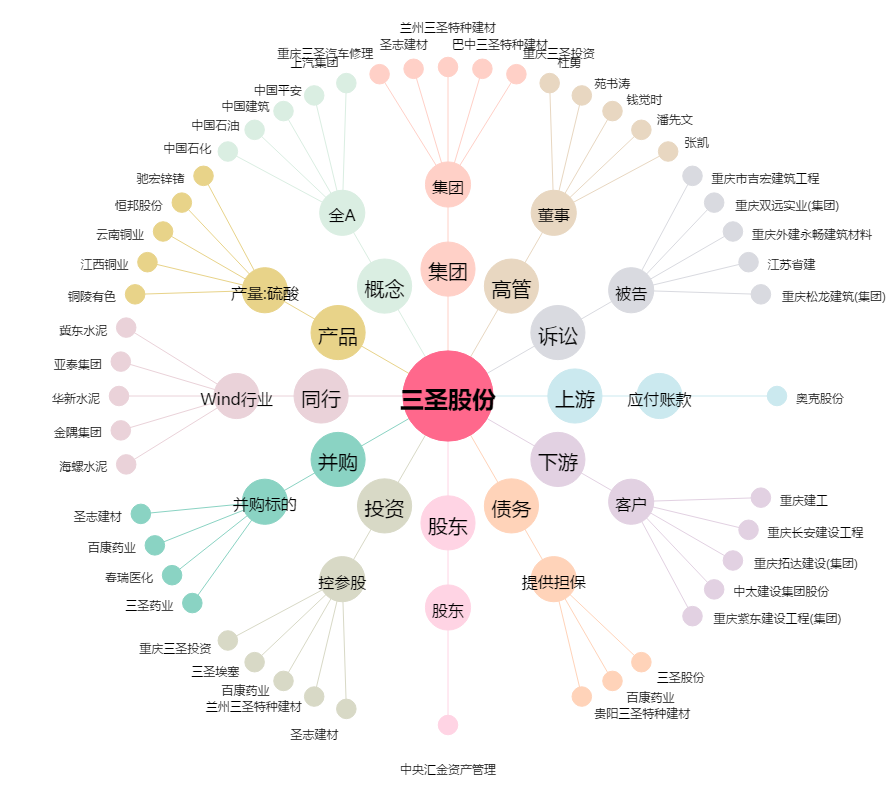 兰州三圣特种建材
圣志建材
巴中三圣特种建材
重庆三圣汽车修理
重庆三圣投资
上汽集团
杜勇
中国平安
苑书涛
中国建筑
钱觉时
中国石油
潘先文
中国石化
张凯
驰宏锌锗
集团
重庆市吉宏建筑工程
恒邦股份
全A
董事
重庆双远实业(集团)
云南铜业
重庆外建永畅建筑材料
江西铜业
集团
江苏省建
铜陵有色
产量:硫酸
概念
高管
被告
重庆松龙建筑(集团)
冀东水泥
产品
诉讼
亚泰集团
华新水泥
Wind行业
同行
三圣股份
上游
应付账款
奥克股份
金隅集团
海螺水泥
并购
下游
圣志建材
并购标的
投资
股东
债务
客户
重庆建工
百康药业
重庆长安建设工程
春瑞医化
控参股
提供担保
重庆拓达建设(集团)
三圣药业
股东
中太建设集团股份
重庆紫东建设工程(集团)
重庆三圣投资
三圣埃塞
三圣股份
百康药业
百康药业
兰州三圣特种建材
贵阳三圣特种建材
圣志建材
中央汇金资产管理